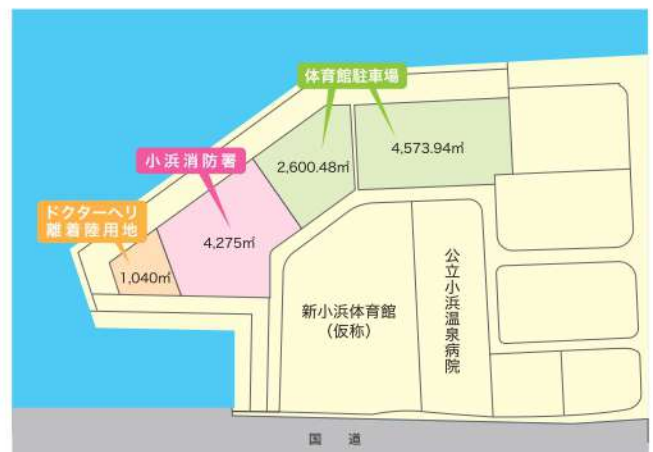 体育館駐車場
4,573.94㎡
2,600.48㎡
小浜消防署
4,275㎡
ドクターヘリ
離着陸用地
1,040㎡
新小浜体育館
（仮称）
公立小浜温泉病院
国道